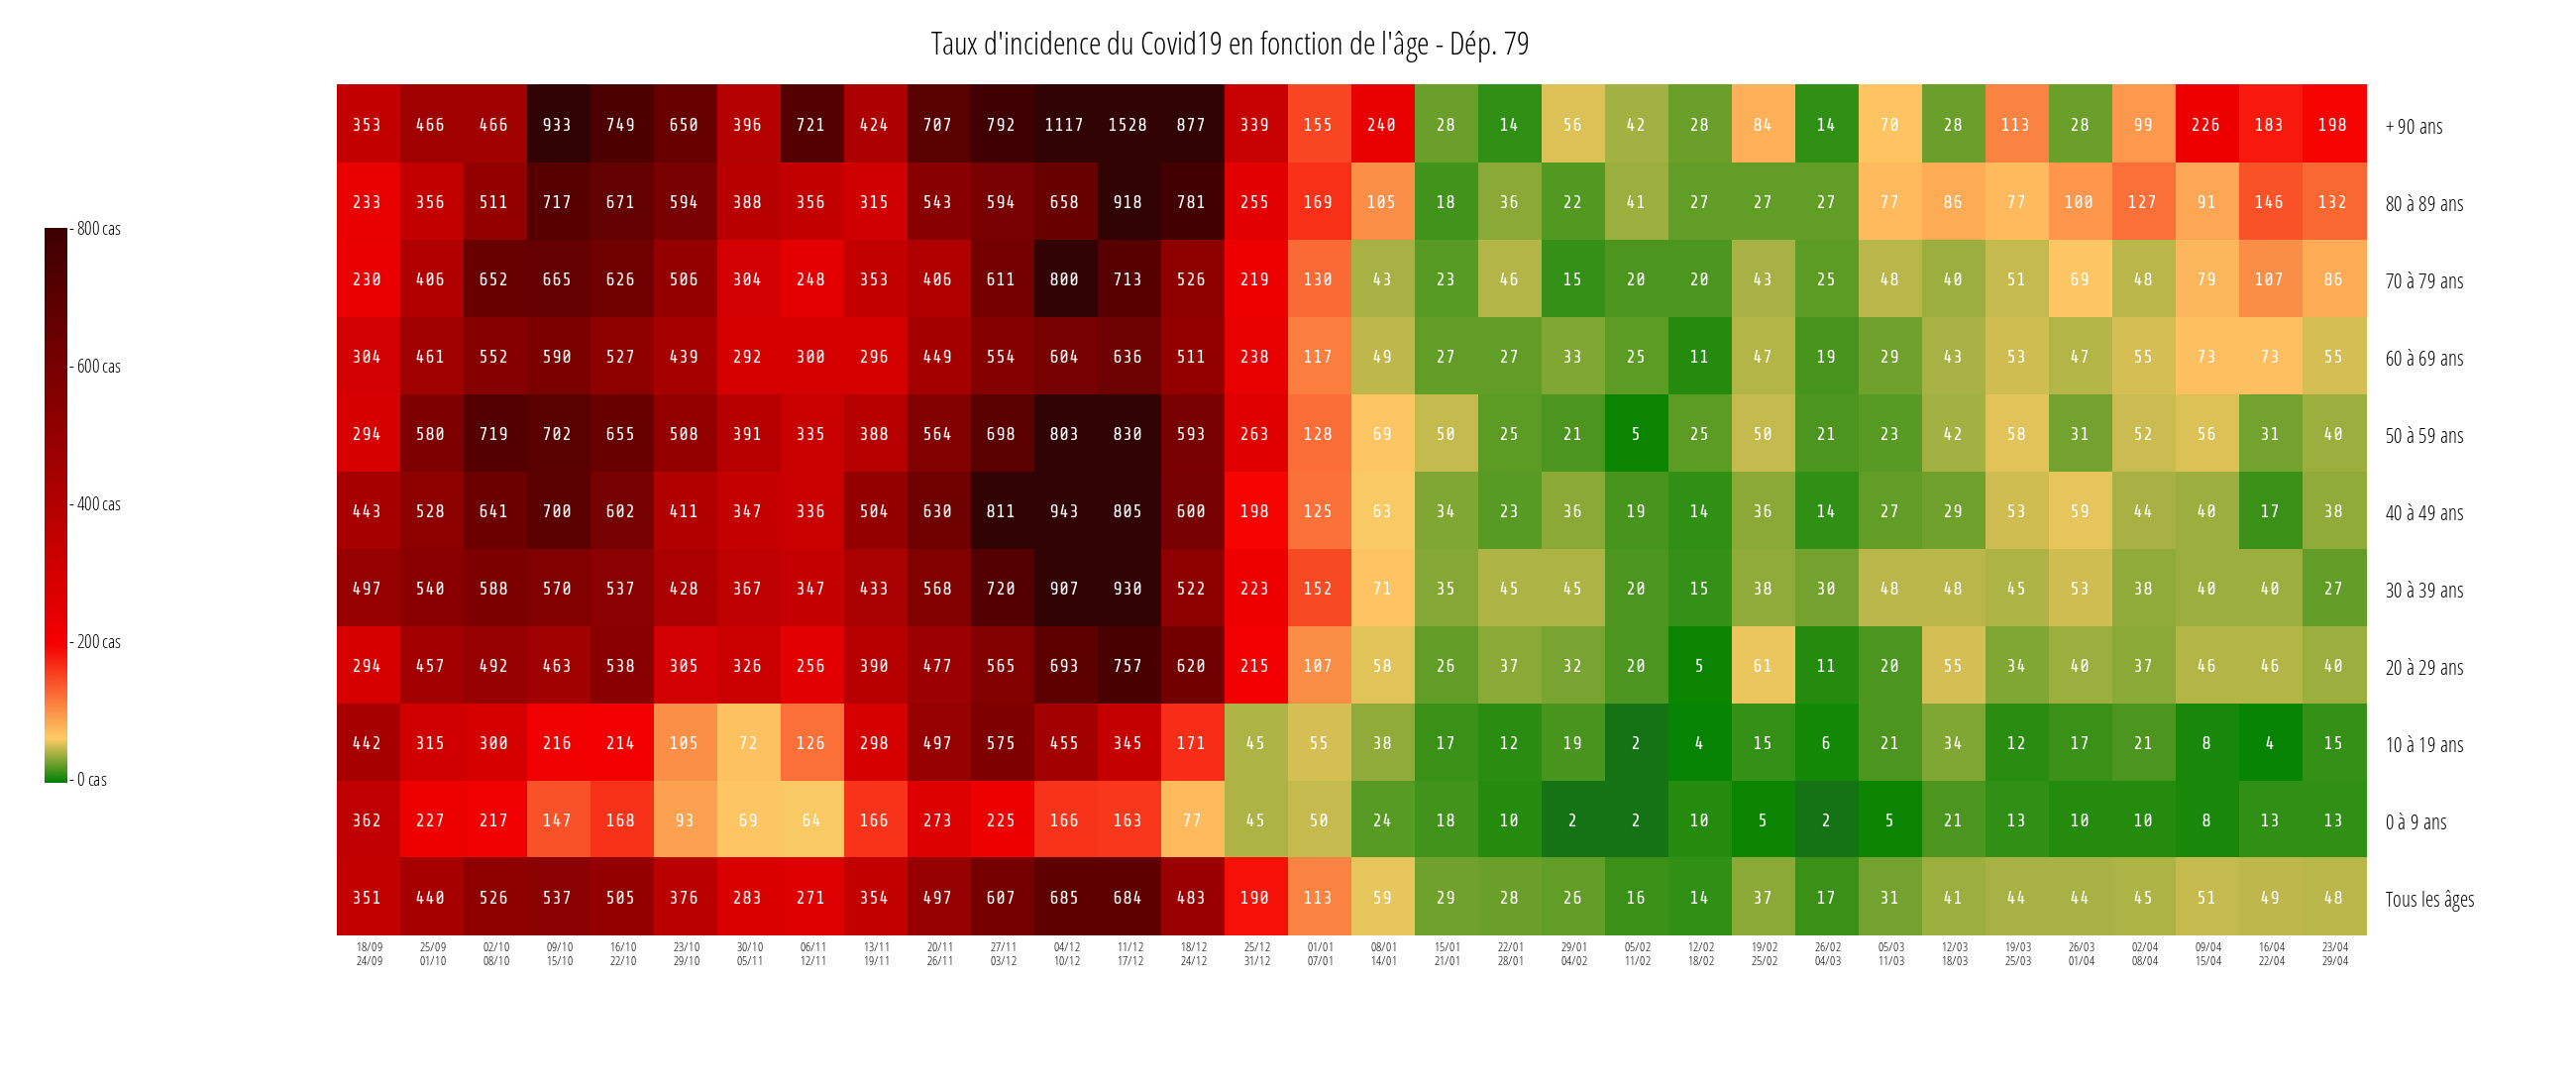 Taux d'incidence du Covid19 en fonction de l'âge - Dép. 79
- 800 cas
- 600 cas
- 400 cas
- 200 cas
- 0 cas
353 466 466 933 749 650 396 721 424 707 792 1117 1528 877 339 155 240 28 14 56 42 28 84 14 70 28 113 28 99 226 183 198 + 90 ans
233 356 511 717 671 594 388 356 315 543 594 658 918 781 255 169 105 18 36 22 41 27 27 27 77 86 77 100 127 91 146 132 80 à 89 ans
230 406 652 665 626 506 304 248 353 406 611 800 713 526 219 130 43 23 46 15 20 20 43 25 48 40 51 69 48 79 107 86 70 à 79 ans
304 461 552 590 527 439 292 300 296 449 554 604 636 511 238 117 49 27 27 33 25 11 47 19 29 43 53 47 55 73 73 55 60 à 69 ans
294 580 719 702 655 508 391 335 388 564 698 803 830 593 263 128 69 50 25 21 5 25 50 21 23 42 58 31 52 56 31 40 50 à 59 ans
443 528 641 700 602 411 347 336 504 630 811 943 805 600 198 125 63 34 23 36 19 14 36 14 27 29 53 59 44 40 17 38 40 à 49 ans
497 540 588 570 537 428 367 347 433 568 720 907 930 522 223 152 71 35 45 45 20 15 38 30 48 48 45 53 38 40 40 27 30 à 39 ans
294 457 492 463 538 305 326 256 390 477 565 693 757 620 215 107 58 26 37 32 20 5 61 11 20 55 34 40 37 46 46 40 20 à 29 ans
442 315 300 216 214 105 72 126 298 497 575 455 345 171 45 55 38 17 12 19 2 4 15 6 21 34 12 17 21 8 4 15 10 à 19 ans
362 227 217 147 168 93 69 64 166 273 225 166 163 77 45 50 24 18 10 2 2 10 5 2 5 21 13 10 10 8 13 13 0 à 9 ans
351 440 526 537 505 376 283 271 354 497 607 685 684 483 190 113 59 29 28 26 16 14 37 17 31 41 44 44 45 51 49 48 Tous les âges
18/09 25/09 02/10 09/10 16/10 23/10 30/10 06/11 13/11 20/11 27/11 04/12 11/12 18/12 25/12 01/01 08/01 15/01 22/01 29/01 05/02 12/02 19/02 26/02 05/03 12/03 19/03 26/03 02/04 09/04 16/04 23/04
24/09 01/10 08/10 15/10 22/10 29/10 05/11 12/11 19/11 26/11 03/12 10/12 17/12 24/12 31/12 07/01 14/01 21/01 28/01 04/02 11/02 18/02 25/02 04/03 11/03 18/03 25/03 01/04 08/04 15/04 22/04 29/04